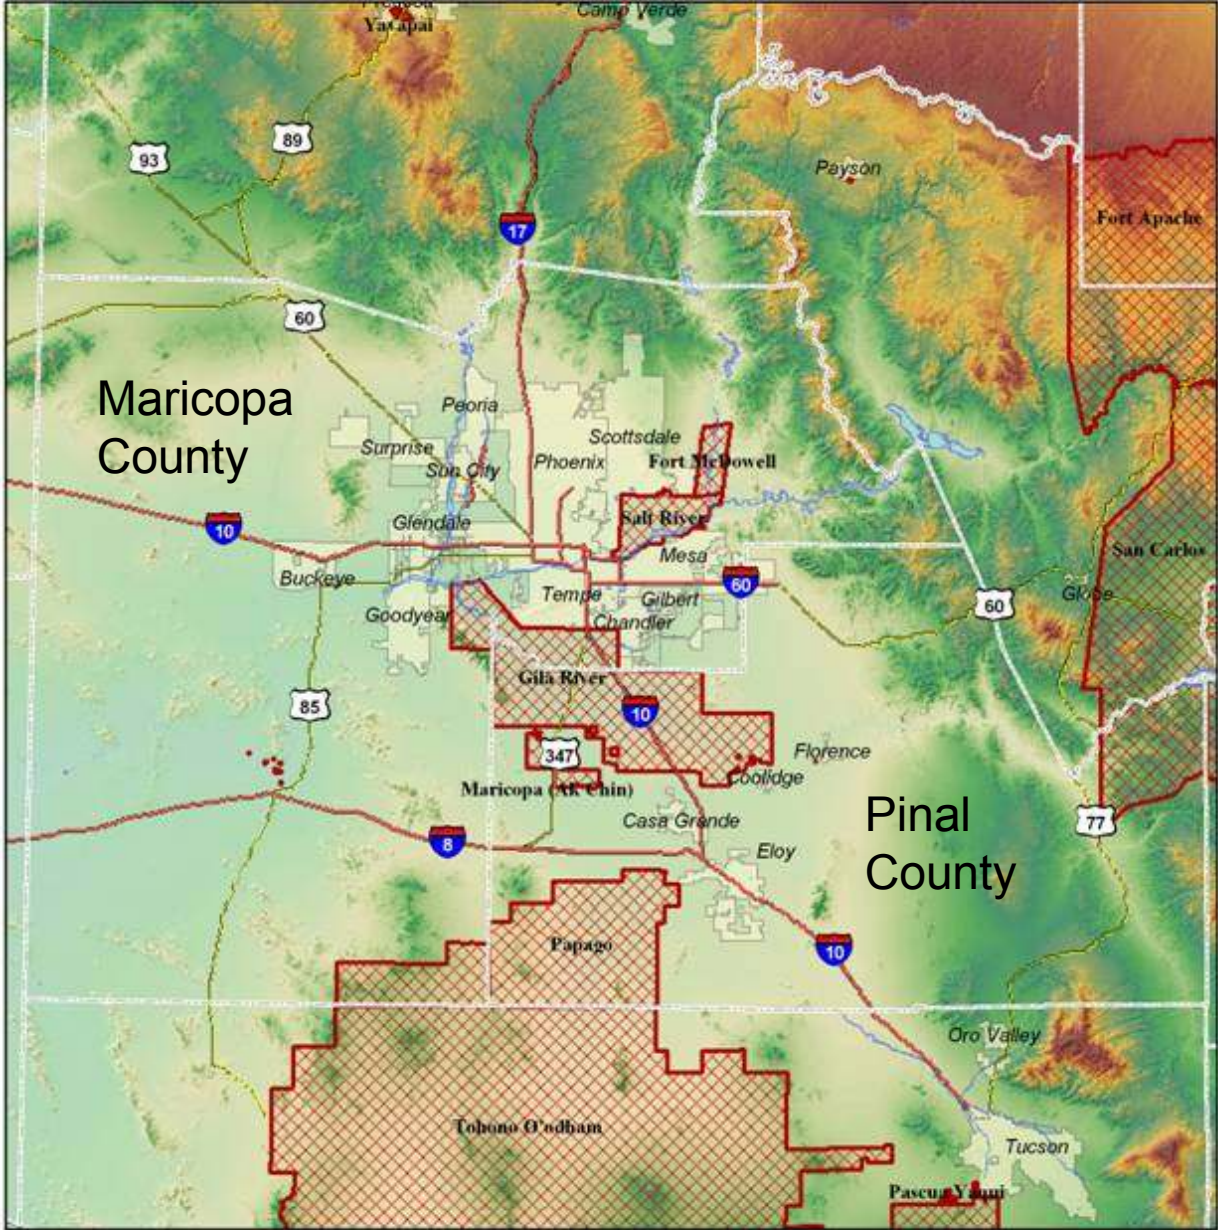 Camp Verde
Yavapai
89
93
Payson
Fort Apache
17
60
Maricopa
County
Peoria
Scottsdale
Surprise
Phoenix
Fort McDowell
Sun City
Glendale
Salt River
10
San Carlos
Mesa
Buckeye
60
Globe
Tempe
Gilbert
60
Goodyear
Chandler
Gila River
85
10
347
Florence
Coolidge
Maricopa (Ak Chin)
Casa Grande
Pinal
County
77
8
Eloy
Papago
10
Oro Valley
Tohono O'odham
Tucson
Pascua Yaqui